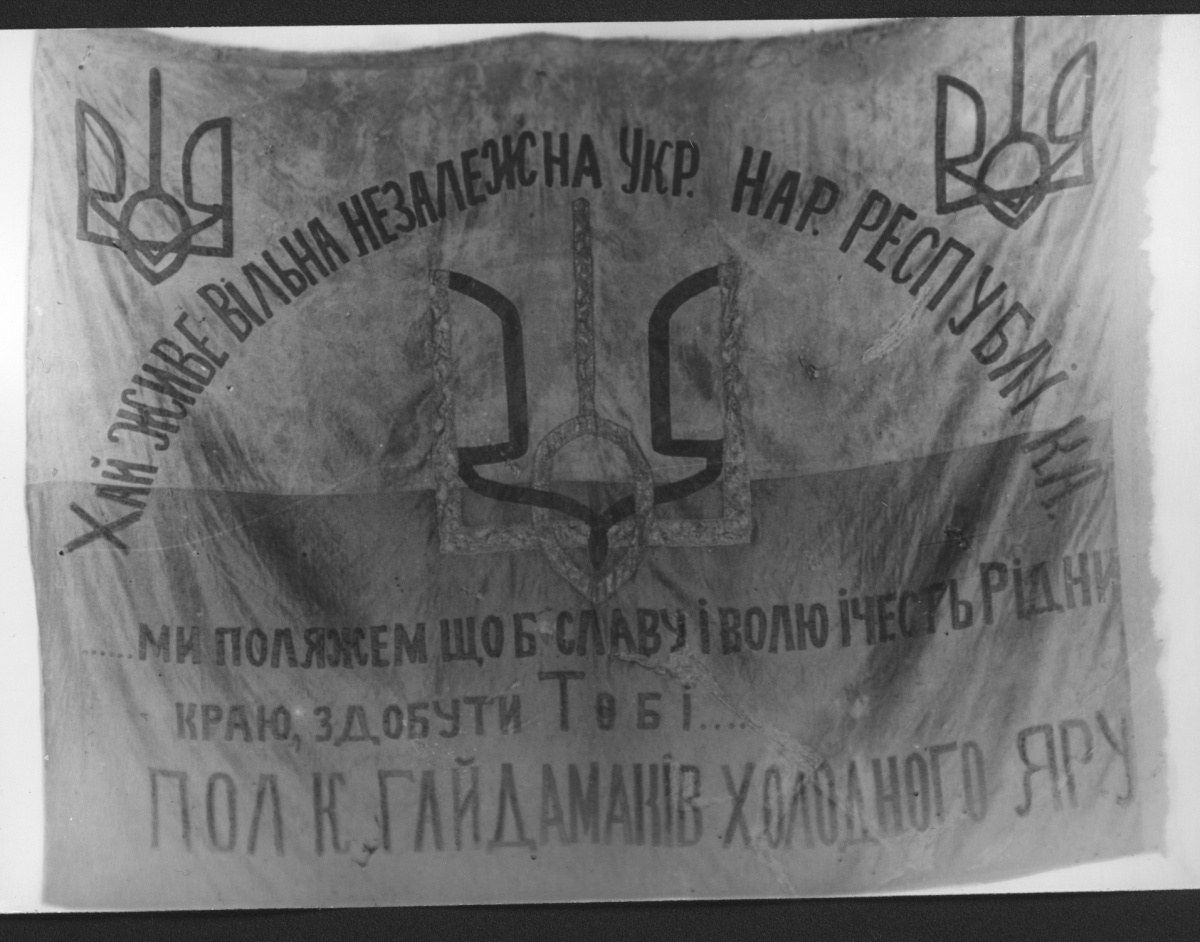 ХАЙ ЖИВЕ ВІЛЬНА НЕЗАЛЕЖНА УКР. НАР. РЕСПУБЛІКА.
.....МИ ПОЛЯЖЕМ ЩОБ СЛАВУ І ВОЛЮ І ЧЕСТЬ РІДНИ
КРАЮ, ЗДОБУТИ ТОБІ....
ПОЛК ГАЙДАМАКІВ ХОЛОДНОГО ЯРУ